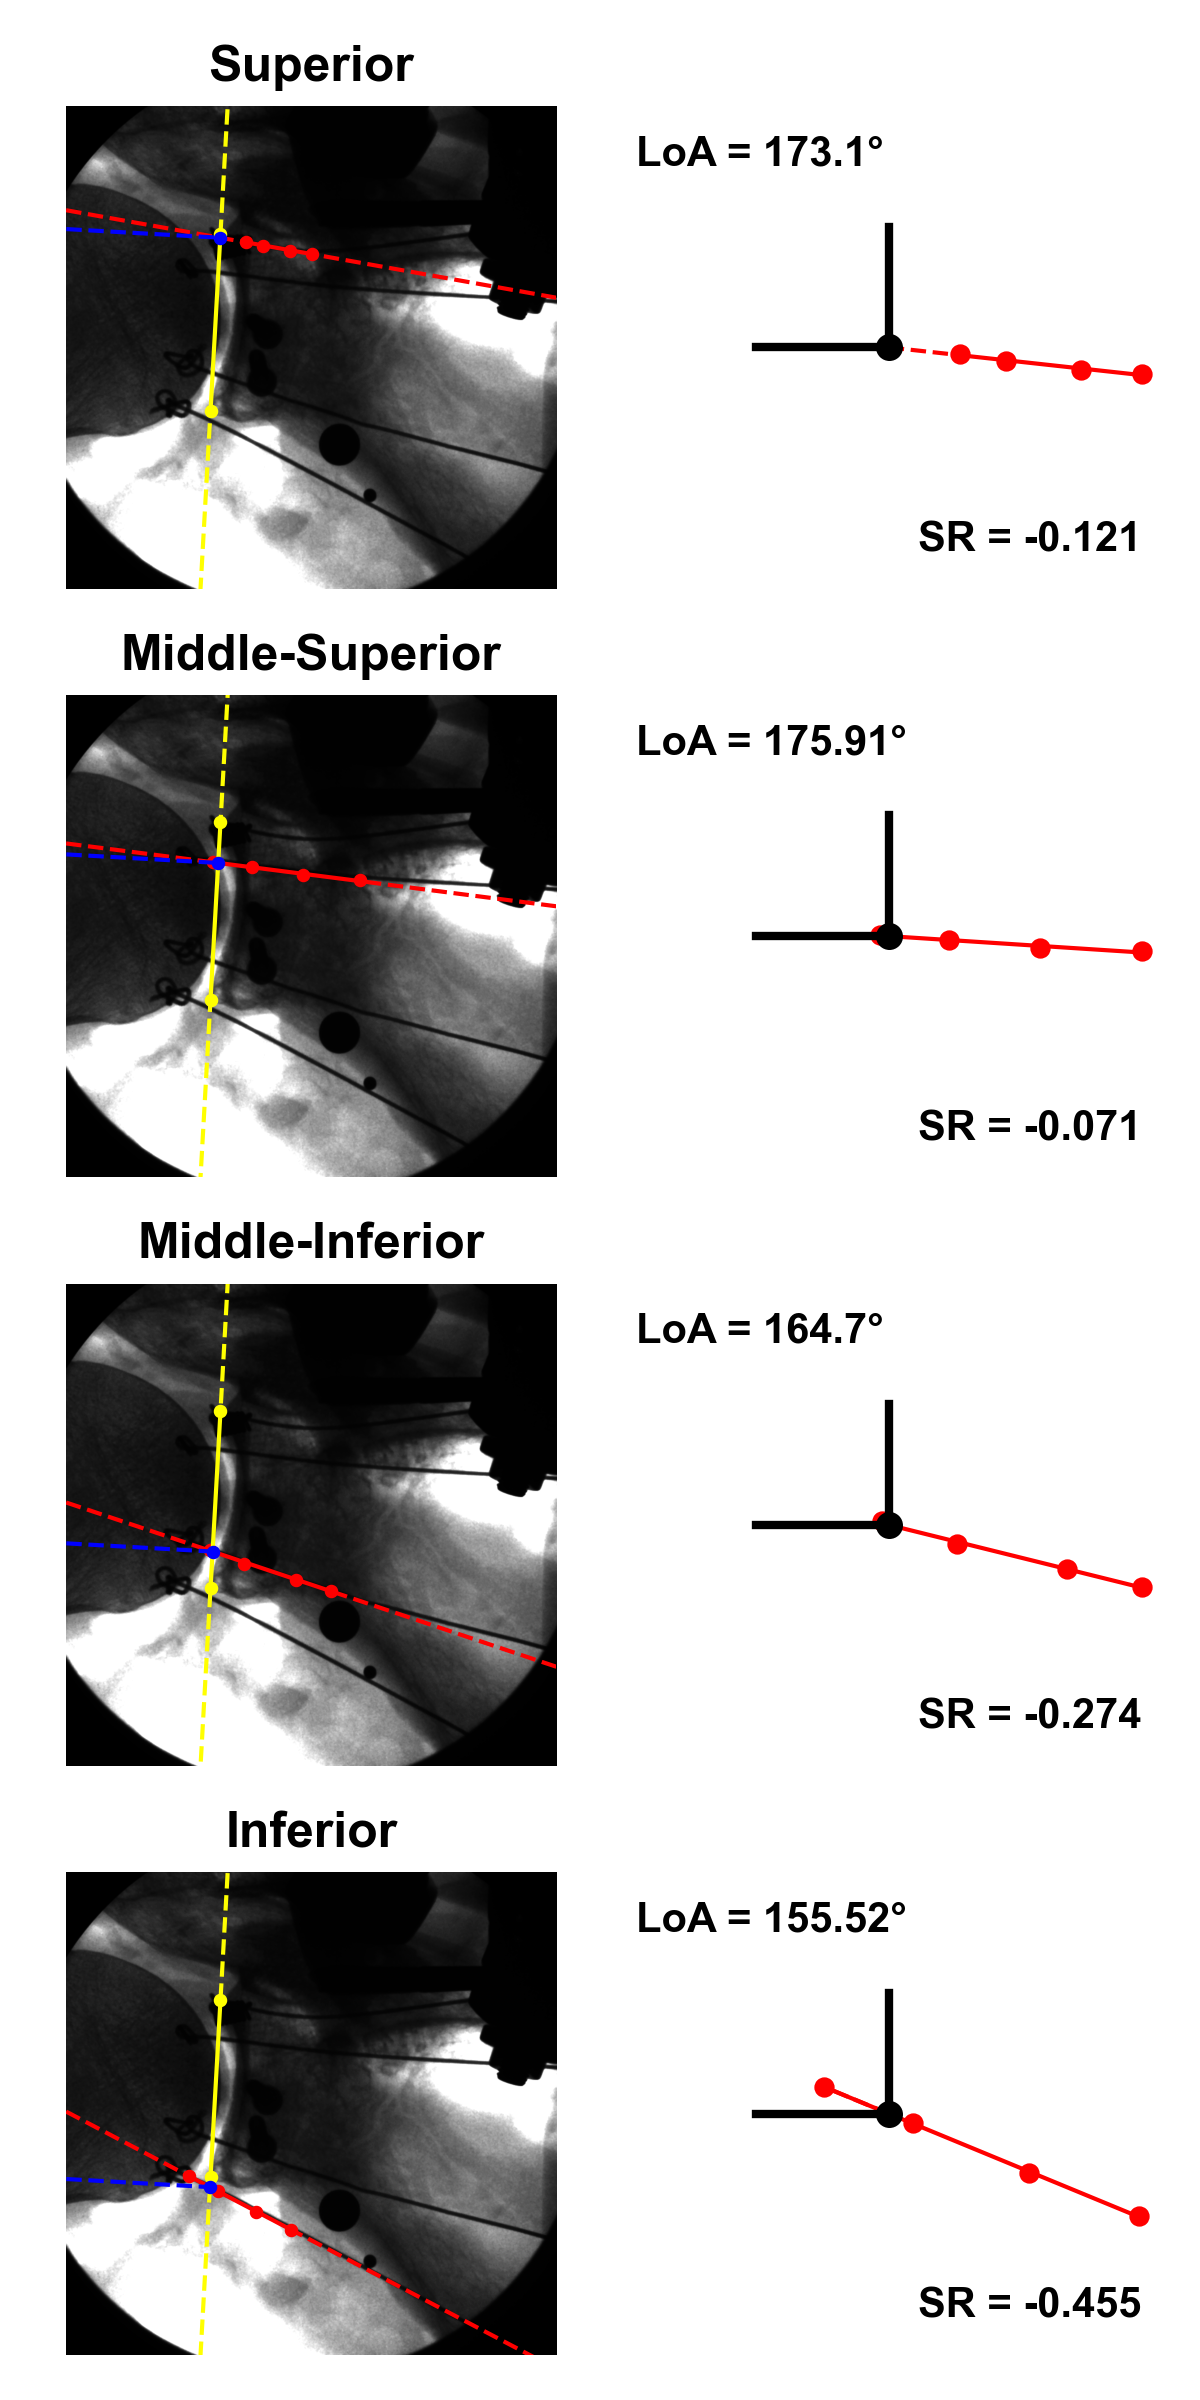 Superior
LoA = 173.1°
SR = -0.121
Middle-Superior
LoA = 175.91°
SR = -0.071
Middle-Inferior
LoA = 164.7°
SR = -0.274
Inferior
LoA = 155.52°
SR = -0.455